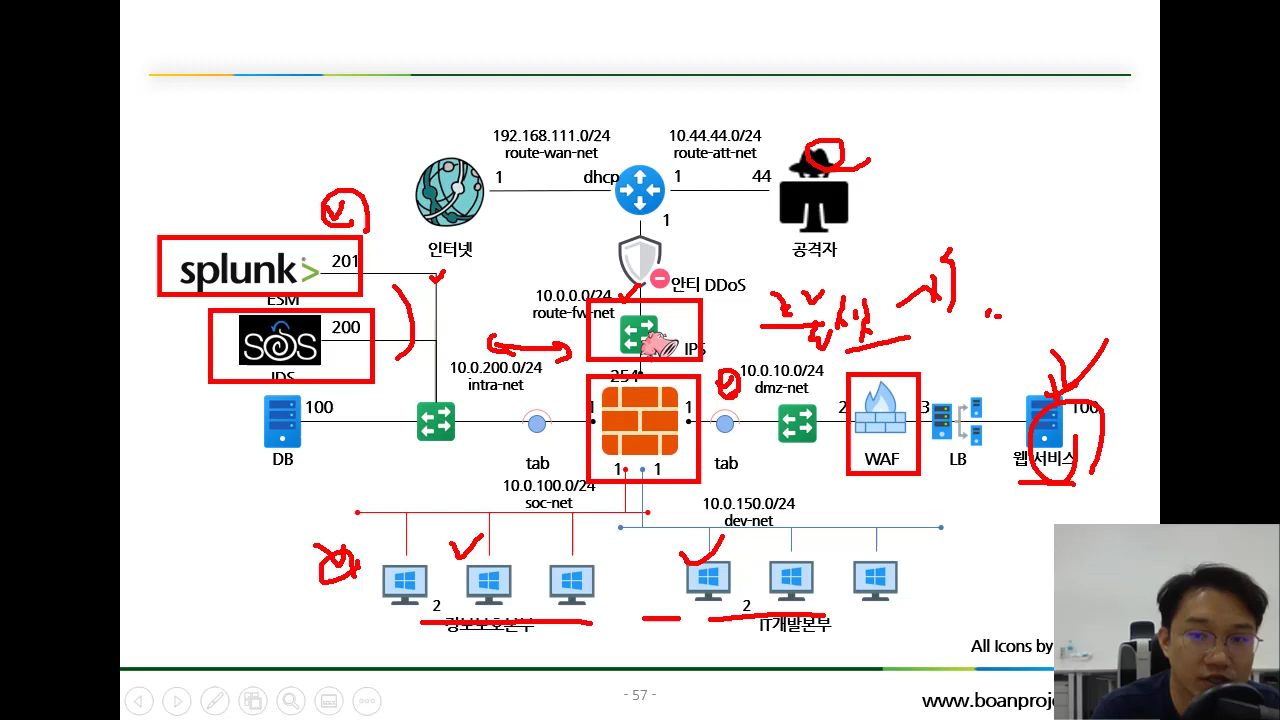 192.168.111.0/24
route-wan-net
10.44.44.0/24
route-att-net
1
dhcp
1
44
1
인터넷
공격자
splunk>
201
ESM
안티 DDoS
10.0.0.0/24
route-fw-net
SOS
200
IDS
IPS
10.0.200.0/24
intra-net
254
10.0.10.0/24
dmz-net
100
1
1
2
3
100
DB
tab
tab
WAF
LB
웹 서비스
1
1
10.0.100.0/24
soc-net
10.0.150.0/24
dev-net
2
2
정보보호본부
IT개발본부
All Icons by
- 57 -
www.boanproj